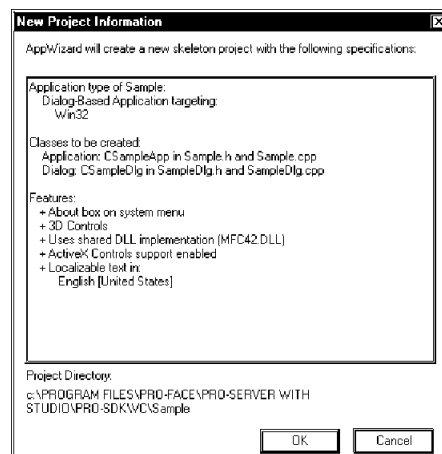 New Project Information
AppWizard will create a new skeleton project with the following specifications:
Application type of Sample:
Dialog-Based Application targeting:
Win32
Classes to be created:
Application: CSampleApp in Sample.h and Sample.cpp
Dialog: CSampleDlg in SampleDlg.h and SampleDlg.cpp
Features:
+ About box on system menu
+ 3D Controls
+ Uses shared DLL implementation (MFC42.DLL)
+ ActiveX Controls support enabled
+ Localizable text in:
English [United States]
Project Directory:
c:\PROGRAM FILES\PRO-FACE\PRO-SERVER WITH
STUDIO\PRO-SDK\VC\Sample
OK
Cancel